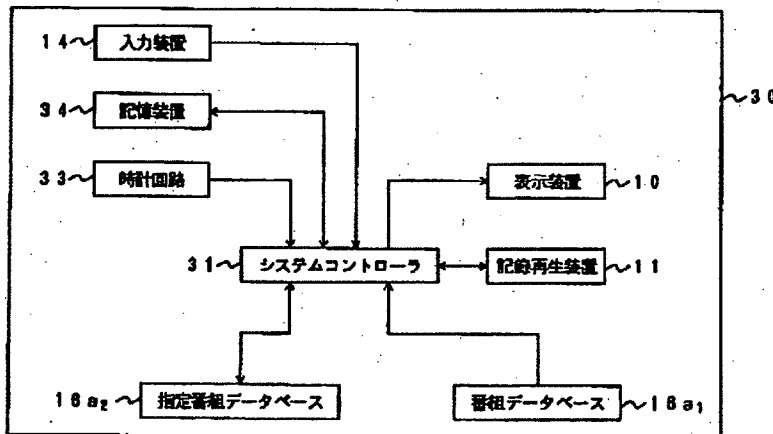 14 入力装置
34 記憶装置
30
33 時計回路
表示装置 10
31 システムコントローラ
記録再生装置 11
16a₂ 指定番組データベース
番組データベース 16a₁